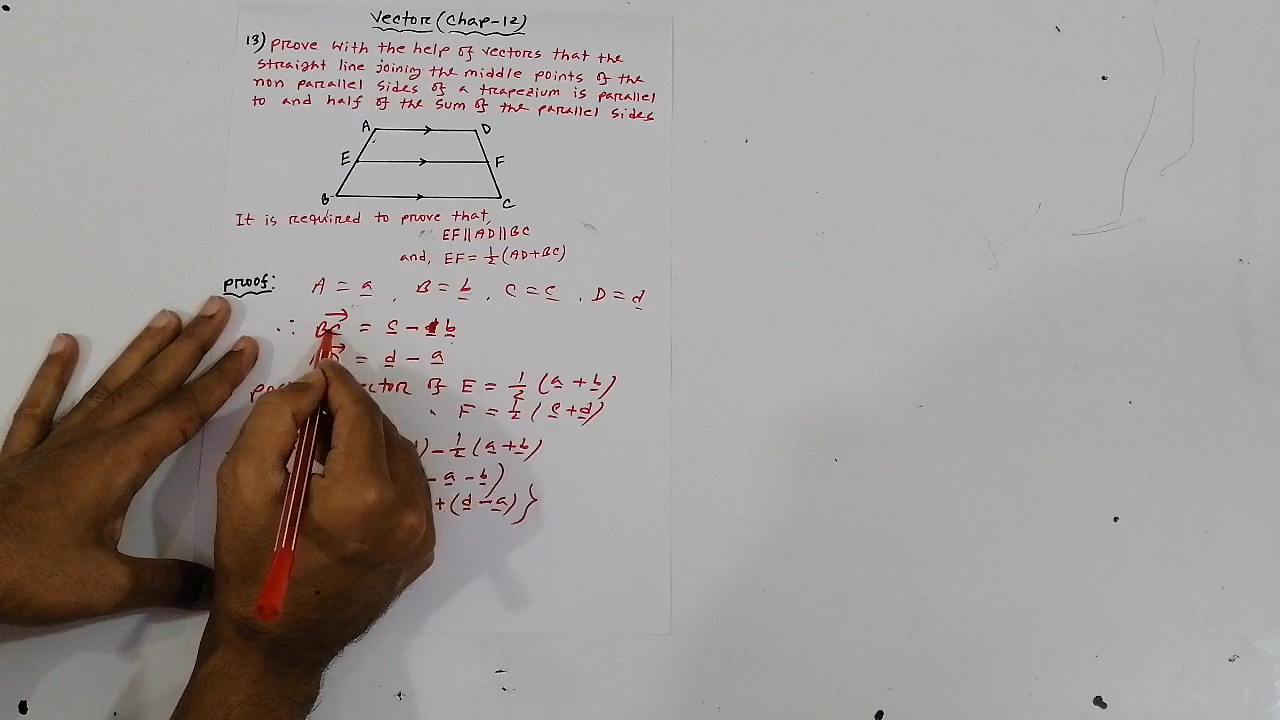 Vector (Chap-12)
13) prove with the help of vectors that the
straight line joining the middle points of the
non parallel sides of a trapezium is parallel
to and half of the sum of the parallel sides
A D
E F
B C
It is required to prove that,
EF||AD||BC
and, EF = 1/2 (AD+BC)
proof: A = a, B = b, C = c, D = d
∴ BC = c - b
= d - a
of E = 1/2 (a + b)
" F = 1/2 (c + d)
) - 1/2 (a + b)
- a - b)
+ (d - a)}